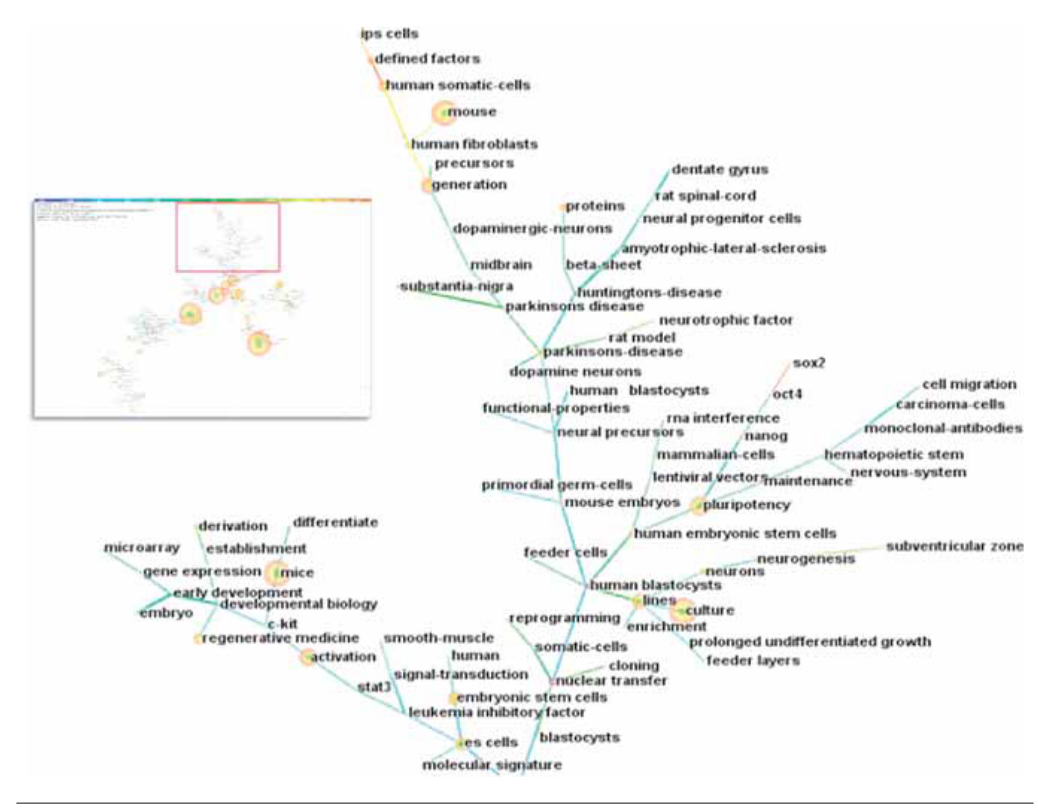 ips cells
defined factors
human somatic-cells
mouse
human fibroblasts
precursors
generation
dentate gyrus
rat spinal-cord
proteins
neural progenitor cells
dopaminergic-neurons
amyotrophic-lateral-sclerosis
midbrain
beta-sheet
substantia-nigra
huntingtons-disease
parkinsons disease
neurotrophic factor
rat model
parkinsons-disease
sox2
dopamine neurons
cell migration
human blastocysts
oct4
carcinoma-cells
functional-properties
rna interference
monoclonal-antibodies
neural precursors
nanog
mammalian-cells
hematopoietic stem
nervous-system
lentiviral vectors
maintenance
primordial germ-cells
mouse embryos
pluripotency
derivation
differentiate
human embryonic stem cells
microarray
establishment
feeder cells
subventricular zone
neurogenesis
gene expression
mice
neurons
human blastocysts
early development
developmental biology
lines
embryo
culture
c-kit
reprogramming
enrichment
regenerative medicine
smooth-muscle
prolonged undifferentiated growth
somatic-cells
activation
human
feeder layers
cloning
signal-transduction
nuclear transfer
stat3
embryonic stem cells
leukemia inhibitory factor
es cells
blastocysts
molecular signature